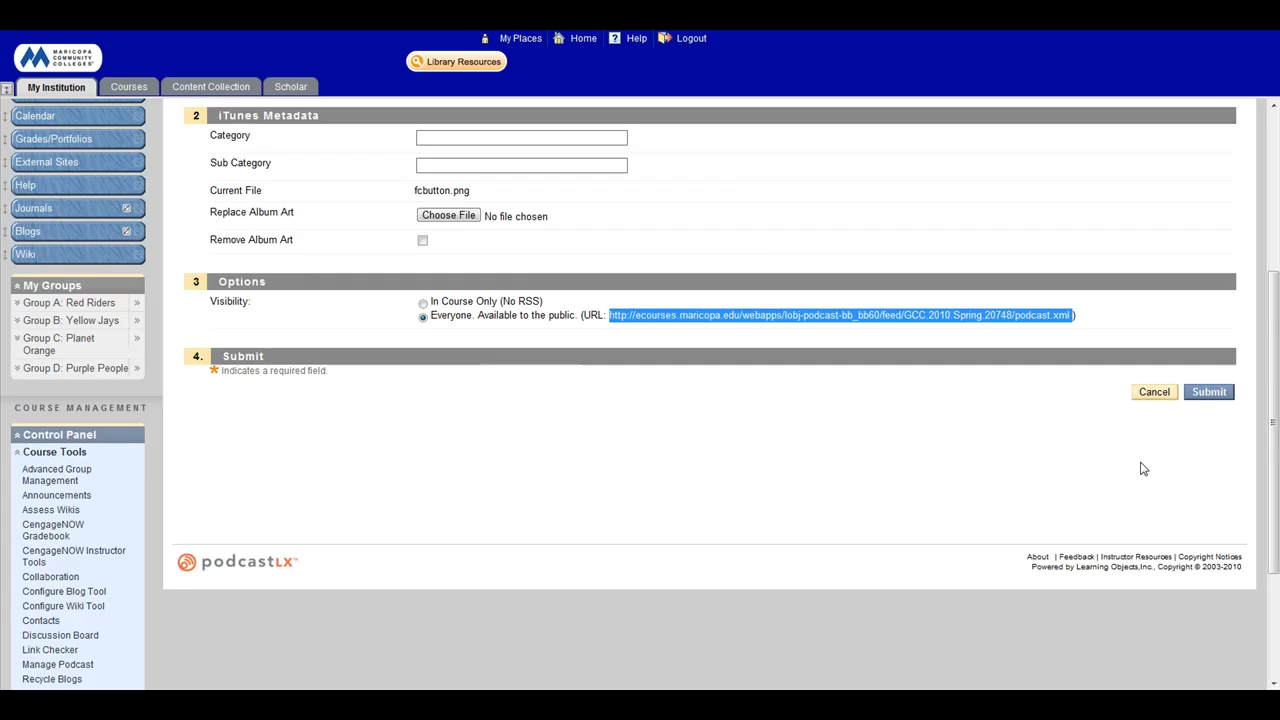 My Places Home ? Help Logout
MARICOPA
COMMUNITY
COLLEGES
Library Resources
My Institution Courses Content Collection Scholar
Calendar
Grades/Portfolios
External Sites
Help
Journals
Blogs
Wiki
My Groups
Group A: Red Riders
Group B: Yellow Jays
Group C: Planet
Orange
Group D: Purple People
COURSE MANAGEMENT
Control Panel
Course Tools
Advanced Group
Management
Announcements
Assess Wikis
CengageNOW
Gradebook
CengageNOW Instructor
Tools
Collaboration
Configure Blog Tool
Configure Wiki Tool
Contacts
Discussion Board
Link Checker
Manage Podcast
Recycle Blogs
2 iTunes Metadata
Category
Sub Category
Current File fcbutton.png
Replace Album Art Choose File No file chosen
Remove Album Art
3 Options
Visibility: In Course Only (No RSS)
Everyone. Available to the public. (URL: http://ecourses.maricopa.edu/webapps/lobj-podcast-bb_bb60/feed/GCC.2010.Spring.20748/podcast.xml )
4. Submit
* Indicates a required field.
Cancel Submit
podcastLX™
About | Feedback | Instructor Resources | Copyright Notices
Powered by Learning Objects,Inc., Copyright © 2003-2010